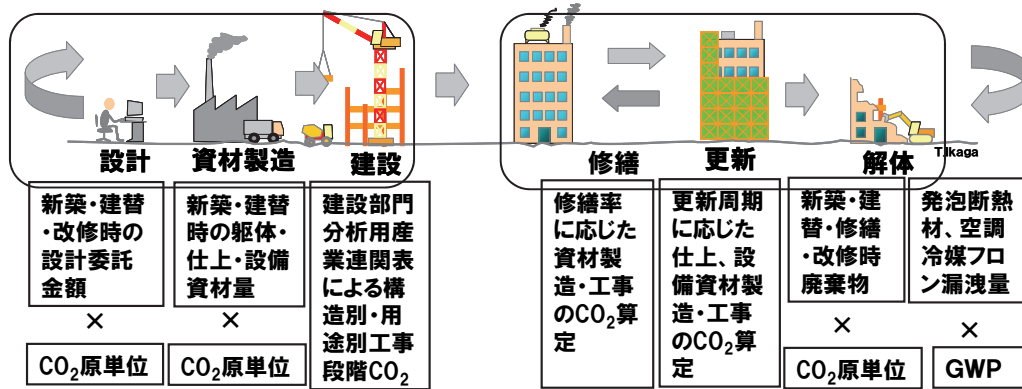 設計
資材製造
建設
修繕
更新
解体
T.Ikaga
新築・建替
・改修時の
設計委託
金額
×
CO₂原単位
新築・建替
時の躯体・
仕上・設備
資材量
×
CO₂原単位
建設部門
分析用産
業連関表
による構
造別・用
途別工事
段階CO₂
修繕率
に応じた
資材製
造・工事
のCO₂算
定
更新周期
に応じた
仕上、設
備資材製
造・工事
のCO₂算
定
新築・建
替・修繕
・改修時
廃棄物
×
CO₂原単位
発泡断熱
材、空調
冷媒フロ
ン漏洩量
×
GWP